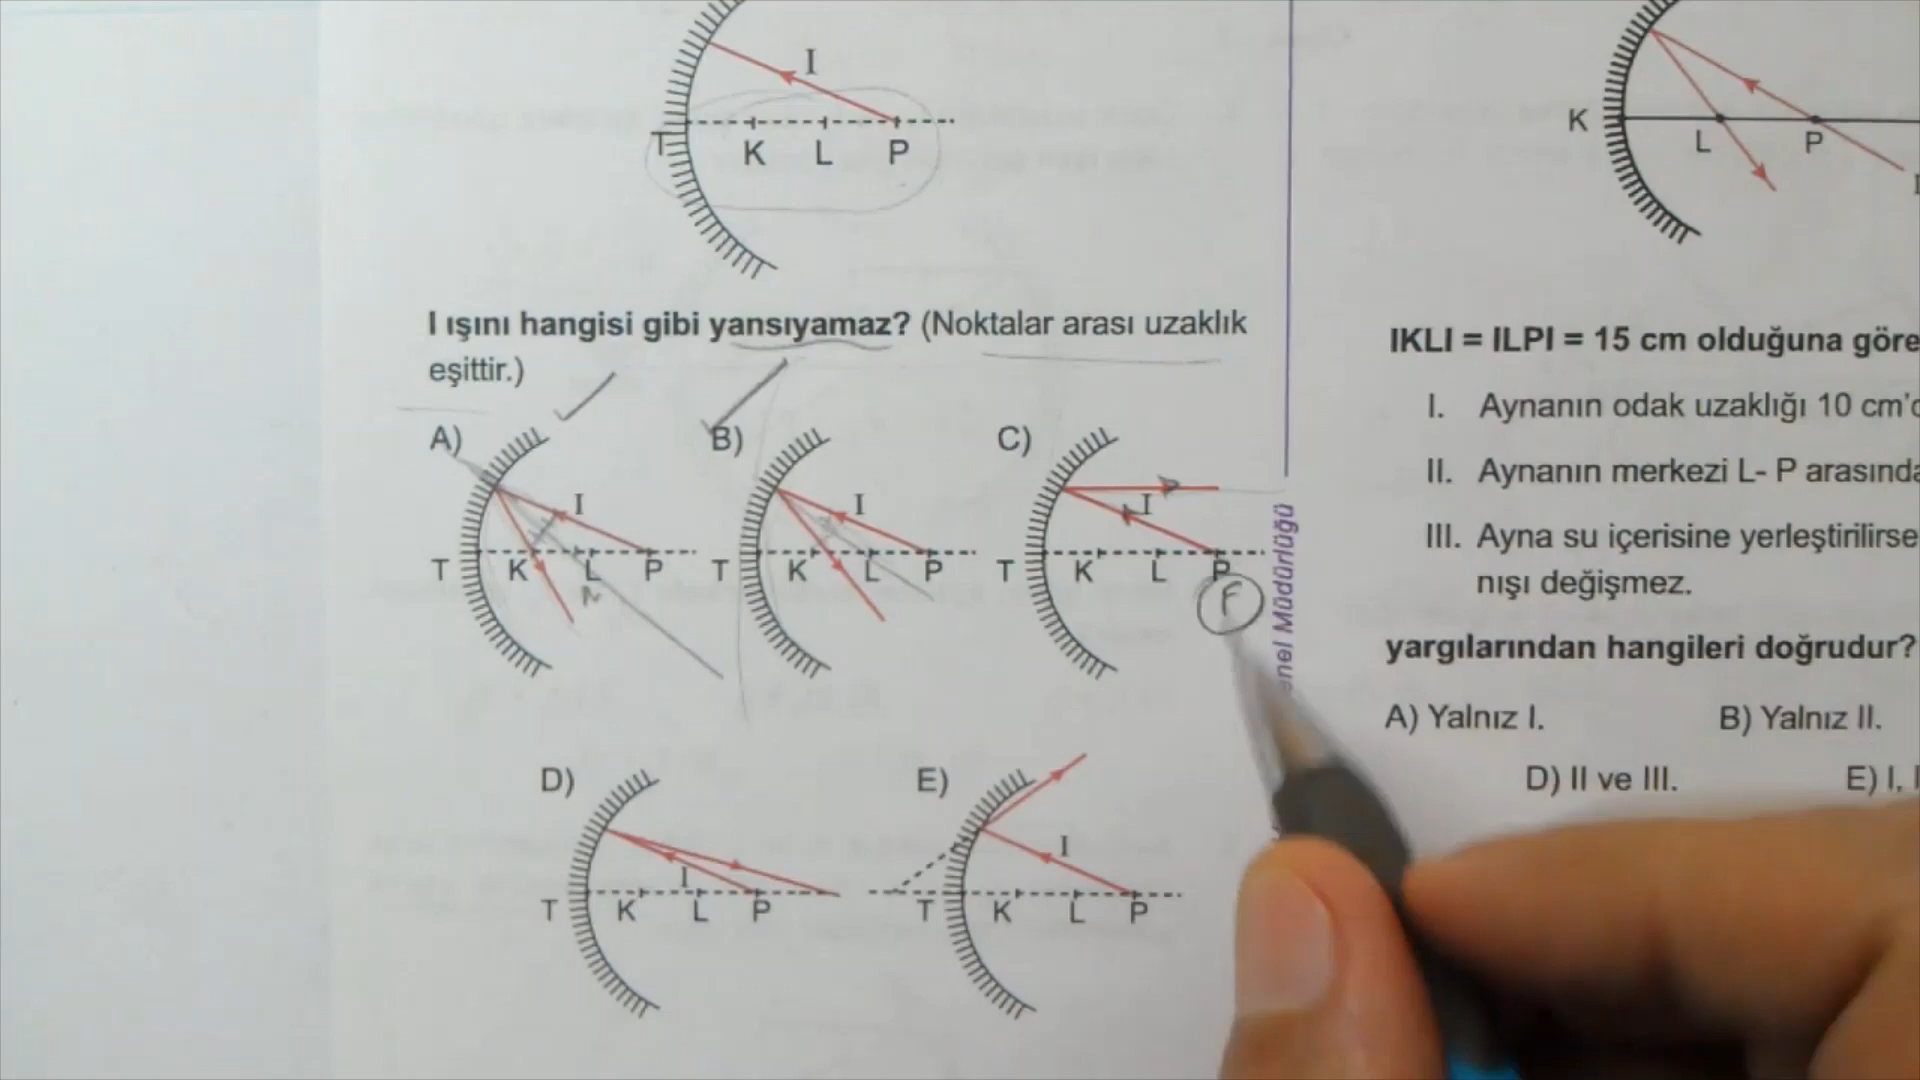 I
T K L P
I ışını hangisi gibi yansıyamaz? (Noktalar arası uzaklık
eşittir.)
A) B) C)
I I I
T K L P T K L P T K L P
F
D) E)
I I
T K L P T K L P
enel Müdürlüğü
K L P
IKLI = ILPI = 15 cm olduğuna göre
I. Aynanın odak uzaklığı 10 cm'd
II. Aynanın merkezi L- P arasında
III. Ayna su içerisine yerleştirilirse
nışı değişmez.
yargılarından hangileri doğrudur?
A) Yalnız I. B) Yalnız II.
D) II ve III. E) I, I